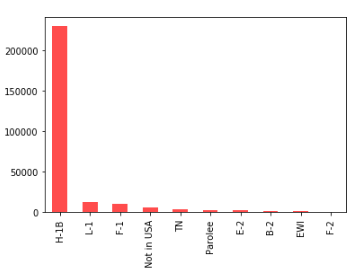 200000
150000
100000
50000
0
H-1B
L-1
F-1
Not in USA
TN
Parolee
E-2
B-2
EWI
F-2